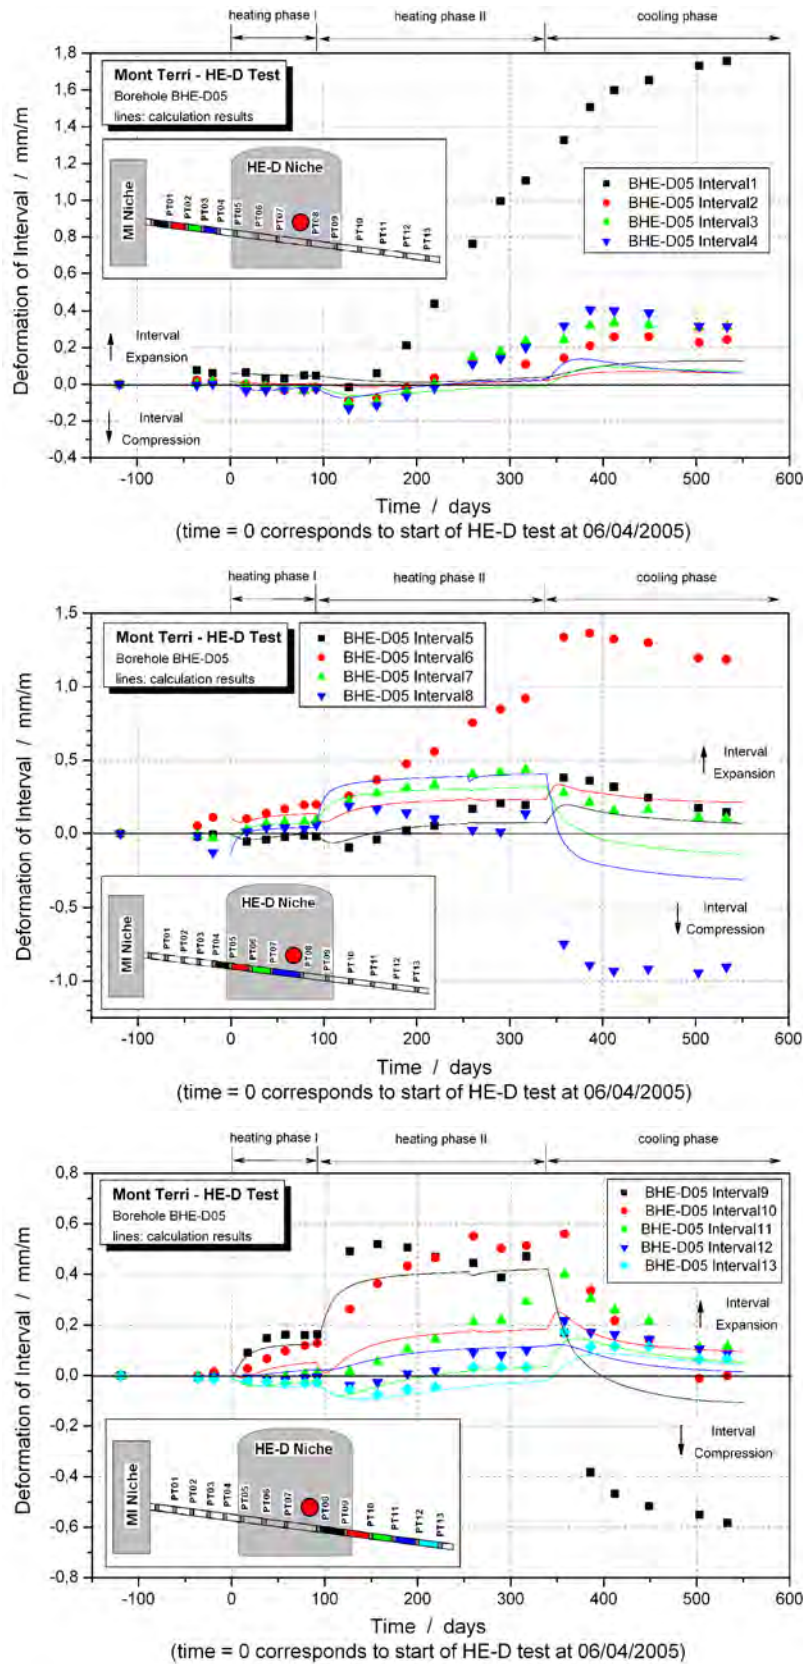 heating phase I
heating phase II
cooling phase
Mont Terri - HE-D Test
Borehole BHE-D05
lines: calculation results
MI Niche
HE-D Niche
PT01
PT02
PT03
PT04
PT05
PT06
PT07
PT08
PT09
PT10
PT11
PT12
PT13
BHE-D05 Interval1
BHE-D05 Interval2
BHE-D05 Interval3
BHE-D05 Interval4
Interval
Expansion
Interval
Compression
Deformation of Interval / mm/m
1,8
1,6
1,4
1,2
1,0
0,8
0,6
0,4
0,2
0,0
-0,2
-0,4
-100
0
100
200
300
400
500
600
Time / days
(time = 0 corresponds to start of HE-D test at 06/04/2005)
heating phase I
heating phase II
cooling phase
Mont Terri - HE-D Test
Borehole BHE-D05
lines: calculation results
BHE-D05 Interval5
BHE-D05 Interval6
BHE-D05 Interval7
BHE-D05 Interval8
Interval
Expansion
Interval
Compression
MI Niche
HE-D Niche
PT01
PT02
PT03
PT04
PT05
PT06
PT07
PT08
PT09
PT10
PT11
PT12
PT13
Deformation of Interval / mm/m
1,5
1,0
0,5
0,0
-0,5
-1,0
-100
0
100
200
300
400
500
600
Time / days
(time = 0 corresponds to start of HE-D test at 06/04/2005)
heating phase I
heating phase II
cooling phase
Mont Terri - HE-D Test
Borehole BHE-D05
lines: calculation results
BHE-D05 Interval9
BHE-D05 Interval10
BHE-D05 Interval11
BHE-D05 Interval12
BHE-D05 Interval13
Interval
Expansion
Interval
Compression
MI Niche
HE-D Niche
PT01
PT02
PT03
PT04
PT05
PT06
PT07
PT08
PT09
PT10
PT11
PT12
PT13
Deformation of Interval / mm/m
0,8
0,6
0,4
0,2
0,0
-0,2
-0,4
-0,6
-0,8
-100
0
100
200
300
400
500
600
Time / days
(time = 0 corresponds to start of HE-D test at 06/04/2005)